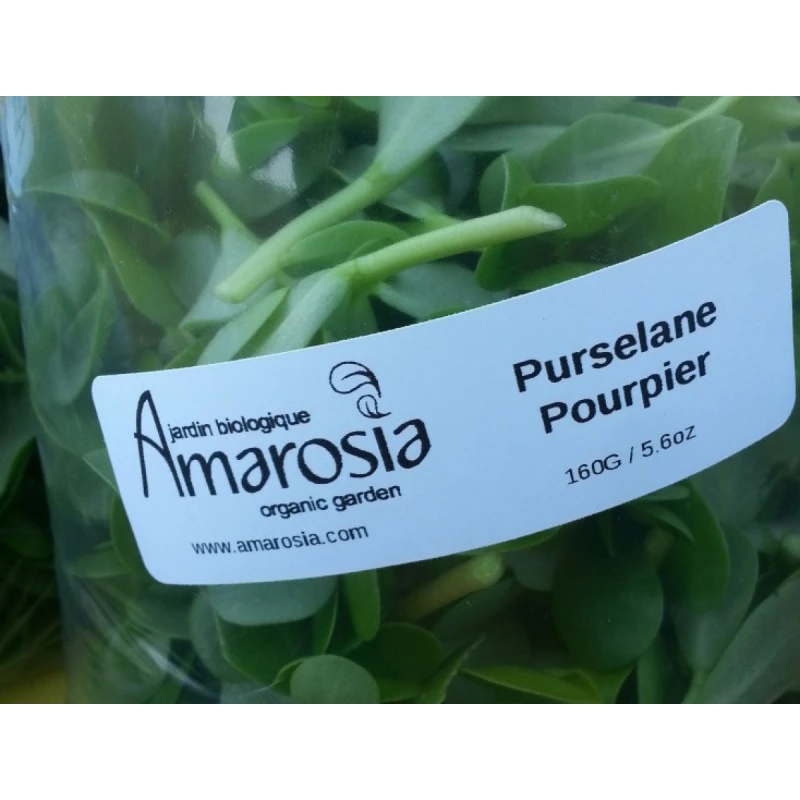 jardin biologique
Amarosia
organic garden
www.amarosia.com
Purselane
Pourpier
160G / 5.6oz